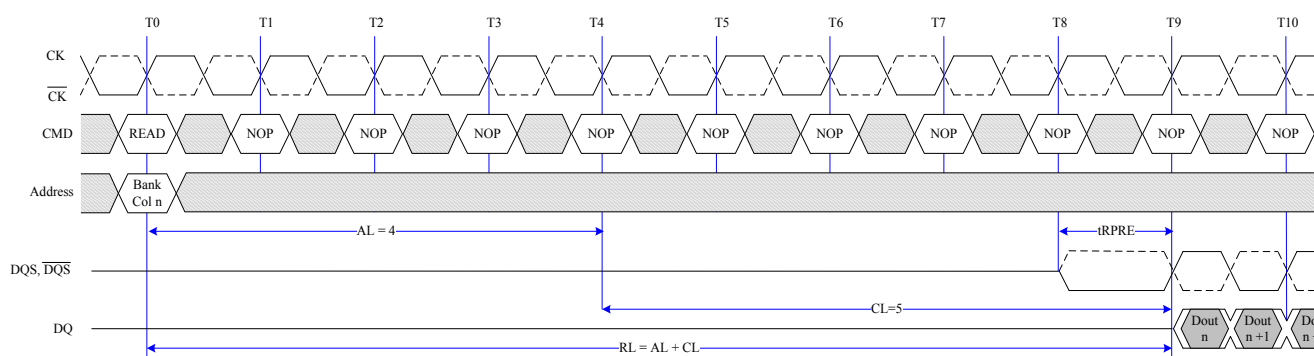 T0 T1 T2 T3 T4 T5 T6 T7 T8 T9 T10
CK
CK
CMD READ NOP NOP NOP NOP NOP NOP NOP NOP NOP NOP
Address Bank
Col n
AL = 4 tRPRE
DQS, DQS
CL=5
DQ Dout Dout
n n +1 n
RL = AL + CL